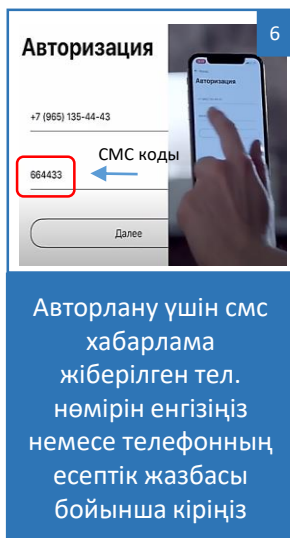 6
Авторизация
Авторизация
+7 (965) 135-44-43
СМС коды
664433
Далее
Авторлану үшін смс
хабарлама
жіберілген тел.
нөмірін енгізіңіз
немесе телефонның
есептік жазбасы
бойынша кіріңіз